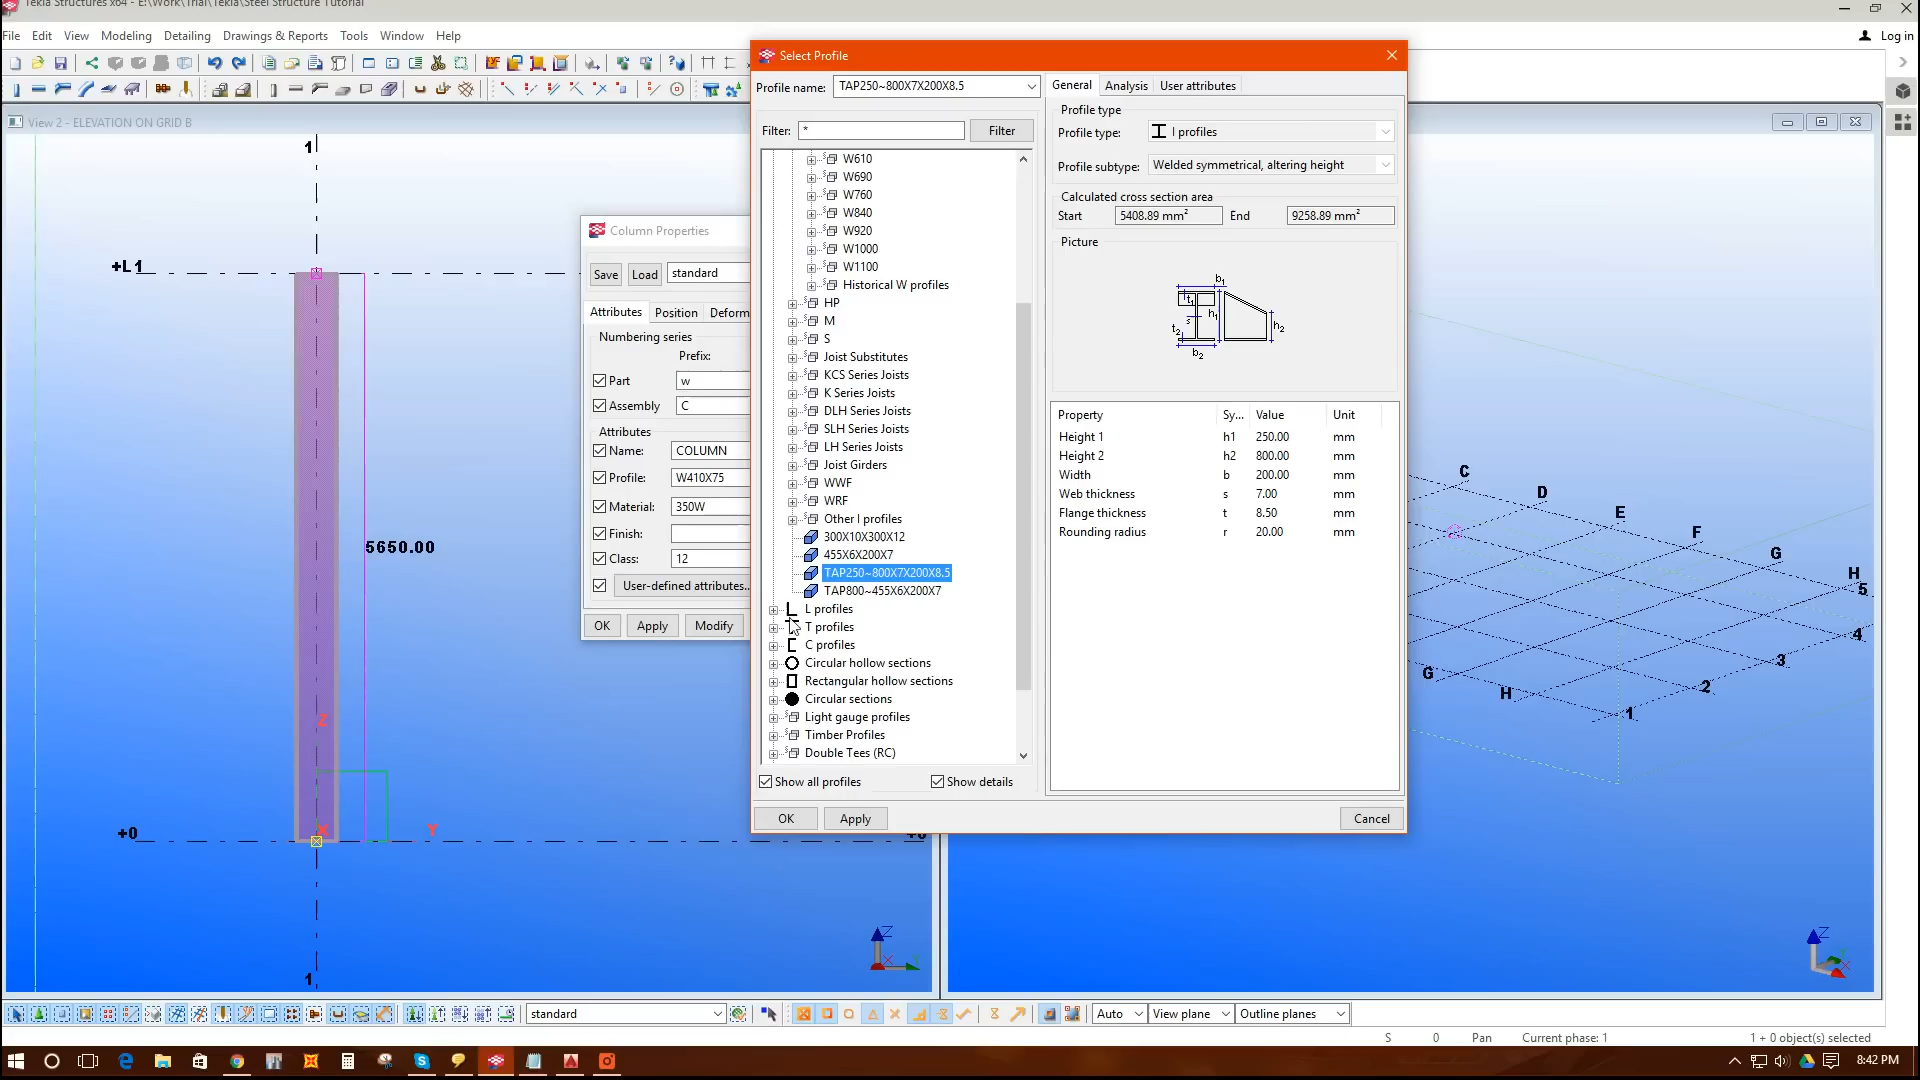 Tekla Structures x64 - E:\Work\Trial\Tekla\Steel Structure Tutorial
File Edit View Modeling Detailing Drawings & Reports Tools Window Help
Log in
View 2 - ELEVATION ON GRID B
1
+L1
5650.00
Z
X
Y
+0
+0
1
Z
X
Column Properties
Save
Load
standard
Attributes
Position
Deform
Numbering series
Prefix:
Part
w
Assembly
C
Attributes
Name:
COLUMN
Profile:
W410X75
Material:
350W
Finish:
Class:
12
User-defined attributes...
OK
Apply
Modify
Select Profile
Profile name:
TAP250~800X7X200X8.5
Filter:
*
Filter
W610
W690
W760
W840
W920
W1000
W1100
Historical W profiles
HP
M
S
Joist Substitutes
KCS Series Joists
K Series Joists
DLH Series Joists
SLH Series Joists
LH Series Joists
Joist Girders
WWF
WRF
Other I profiles
300X10X300X12
455X6X200X7
TAP250~800X7X200X8.5
TAP800~455X6X200X7
L profiles
T profiles
C profiles
Circular hollow sections
Rectangular hollow sections
Circular sections
Light gauge profiles
Timber Profiles
Double Tees (RC)
Show all profiles
Show details
OK
Apply
Cancel
General
Analysis
User attributes
Profile type
Profile type:
I profiles
Profile subtype:
Welded symmetrical, altering height
Calculated cross section area
Start
5408.89 mm²
End
9258.89 mm²
Picture
b1
t1
s
h1
h2
t2
b2
Property Sy... Value Unit
Height 1 h1 250.00 mm
Height 2 h2 800.00 mm
Width b 200.00 mm
Web thickness s 7.00 mm
Flange thickness t 8.50 mm
Rounding radius r 20.00 mm
C
D
E
F
G
H
5
4
3
2
1
G
H
Z
X
standard
Auto
View plane
Outline planes
S
0
Pan
Current phase: 1
1 + 0 object(s) selected
8:42 PM